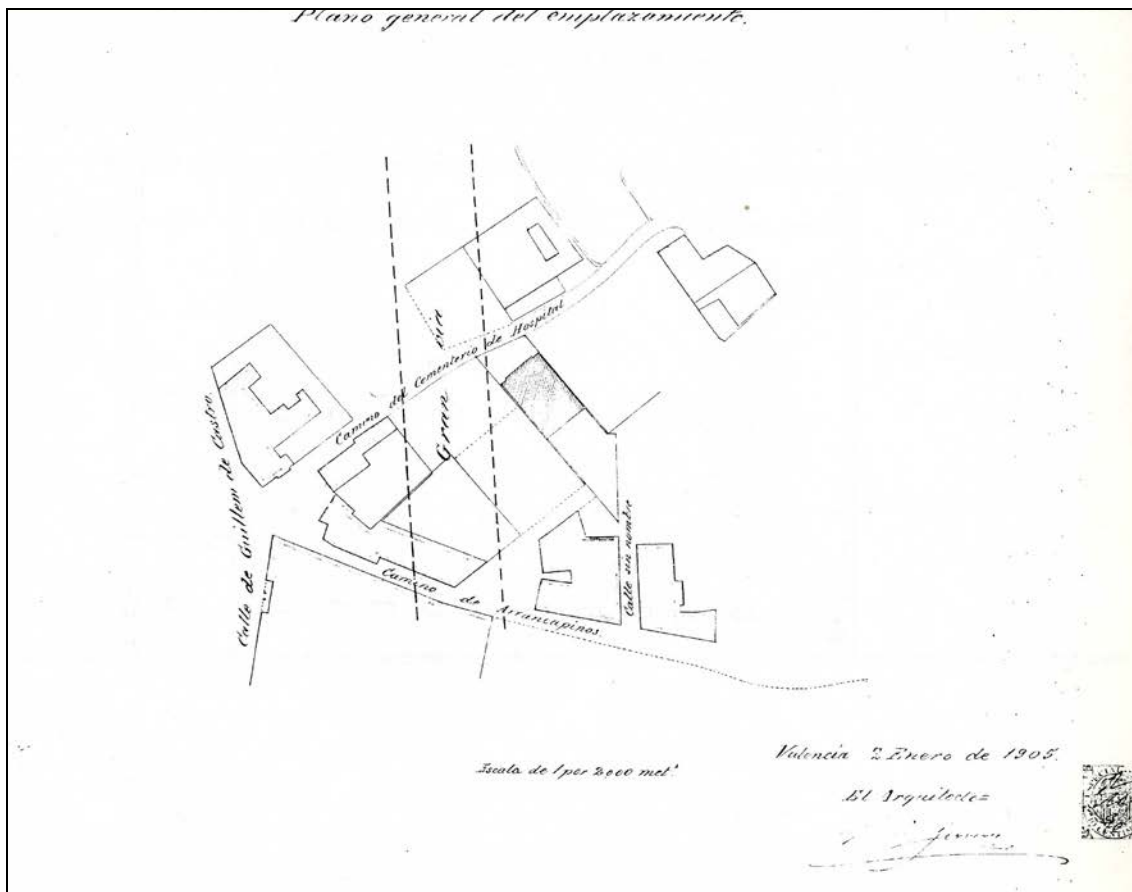 Plano general del emplazamiento.
Gran vía
Camino del Cementerio de Hospital
Calle de Guillem de Castro.
Camino de Arrancapinos.
Calle sin nombre
Escala de 1 por 2000 met.ˢ
Valencia 2 Enero de 1905.
El Arquitecto=